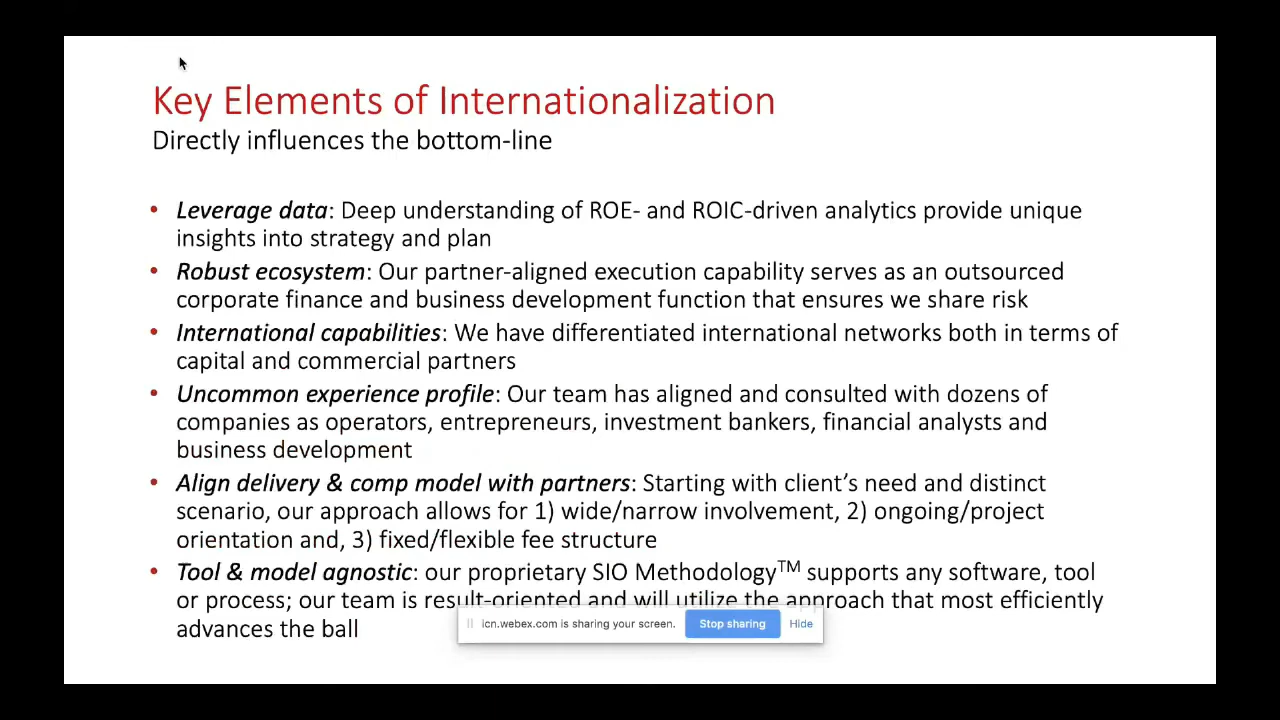 Key Elements of Internationalization
Directly influences the bottom-line
• Leverage data: Deep understanding of ROE- and ROIC-driven analytics provide unique
insights into strategy and plan
• Robust ecosystem: Our partner-aligned execution capability serves as an outsourced
corporate finance and business development function that ensures we share risk
• International capabilities: We have differentiated international networks both in terms of
capital and commercial partners
• Uncommon experience profile: Our team has aligned and consulted with dozens of
companies as operators, entrepreneurs, investment bankers, financial analysts and
business development
• Align delivery & comp model with partners: Starting with client’s need and distinct
scenario, our approach allows for 1) wide/narrow involvement, 2) ongoing/project
orientation and, 3) fixed/flexible fee structure
• Tool & model agnostic: our proprietary SIO Methodology™ supports any software, tool
or process; our team is result-oriented and will utilize the approach that most efficiently
advances the ball
icn.webex.com is sharing your screen. Stop sharing Hide